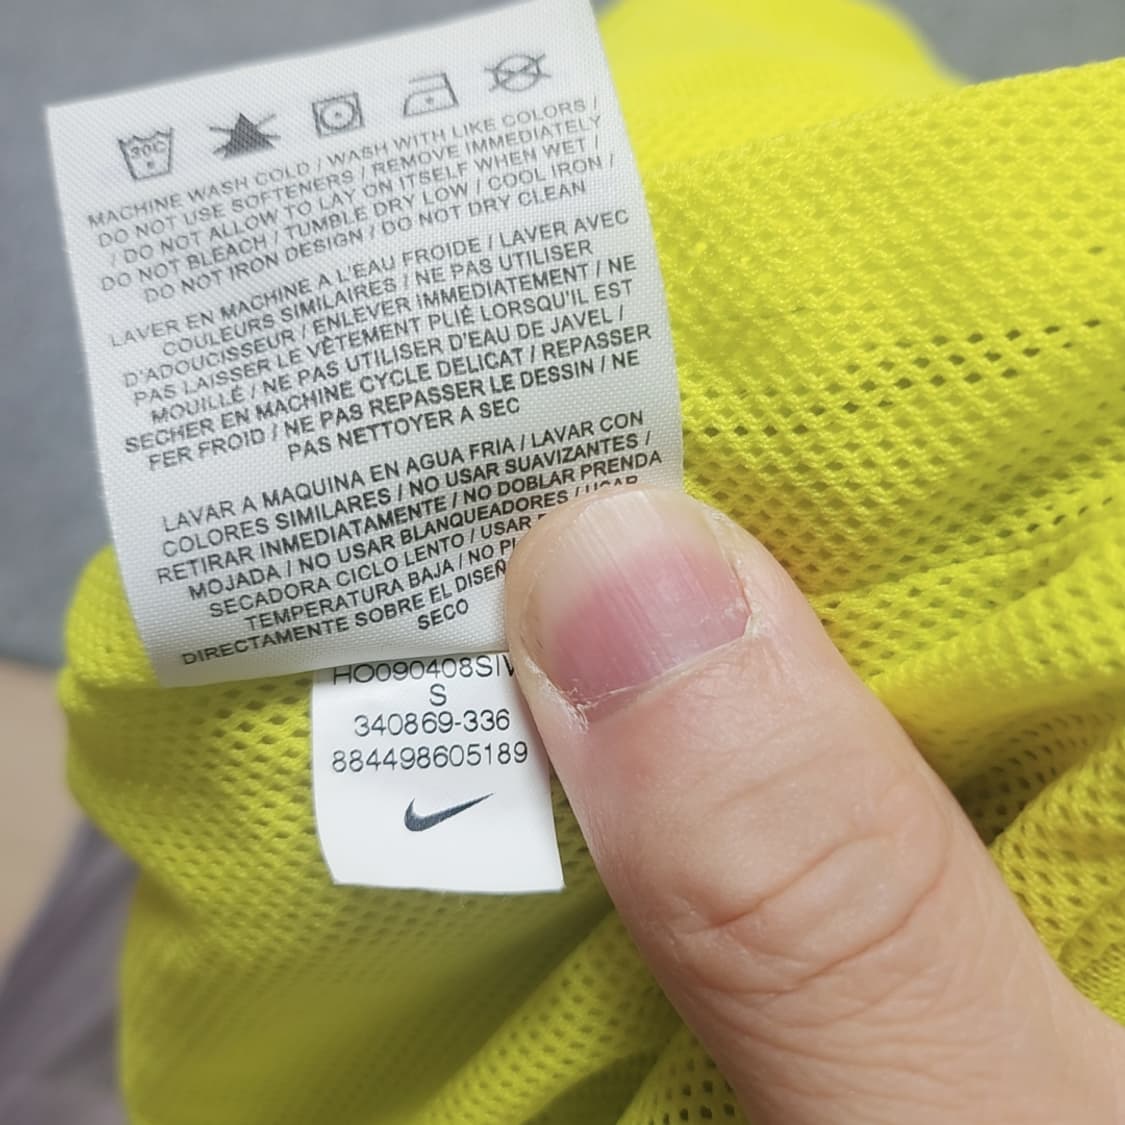 30C
MACHINE WASH COLD / WASH WITH LIKE COLORS /
DO NOT USE SOFTENERS / REMOVE IMMEDIATELY
/ DO NOT ALLOW TO LAY ON ITSELF WHEN WET /
DO NOT BLEACH / TUMBLE DRY LOW / COOL IRON /
DO NOT IRON DESIGN / DO NOT DRY CLEAN
LAVER EN MACHINE A L'EAU FROIDE / LAVER AVEC
COULEURS SIMILAIRES / NE PAS UTILISER
D'ADOUCISSEUR / ENLEVER IMMEDIATEMENT / NE
PAS LAISSER LE VÊTEMENT PLIÉ LORSQU'IL EST
MOUILLÉ / NE PAS UTILISER D'EAU DE JAVEL /
SECHER EN MACHINE CYCLE DELICAT / REPASSER
FER FROID / NE PAS REPASSER LE DESSIN / NE
PAS NETTOYER A SEC
LAVAR A MAQUINA EN AGUA FRIA / LAVAR CON
COLORES SIMILARES / NO USAR SUAVIZANTES /
RETIRAR INMEDIATAMENTE / NO DOBLAR PRENDA
MOJADA / NO USAR BLANQUEADORES / USAR
SECADORA CICLO LENTO / USAR
TEMPERATURA BAJA / NO
DIRECTAMENTE SOBRE EL
SECO
HO090408SI
S
340869-336
884498605189